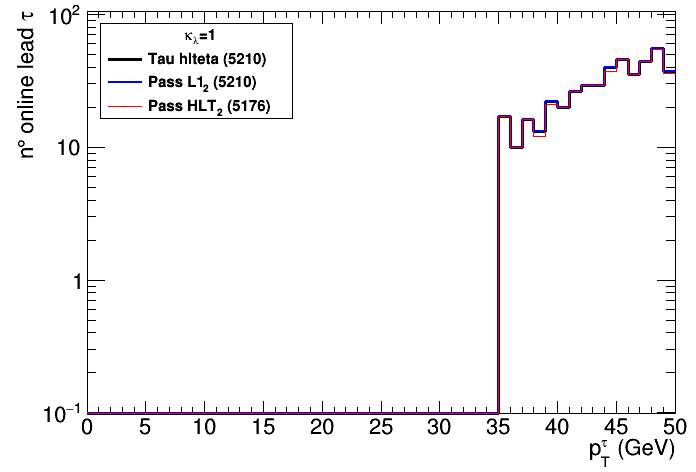 10²
κλ=1
Tau hlteta (5210)
Pass L1₂ (5210)
Pass HLT₂ (5176)
n° online lead τ
10
1
10⁻¹
0 5 10 15 20 25 30 35 40 45 50
p_T^τ (GeV)